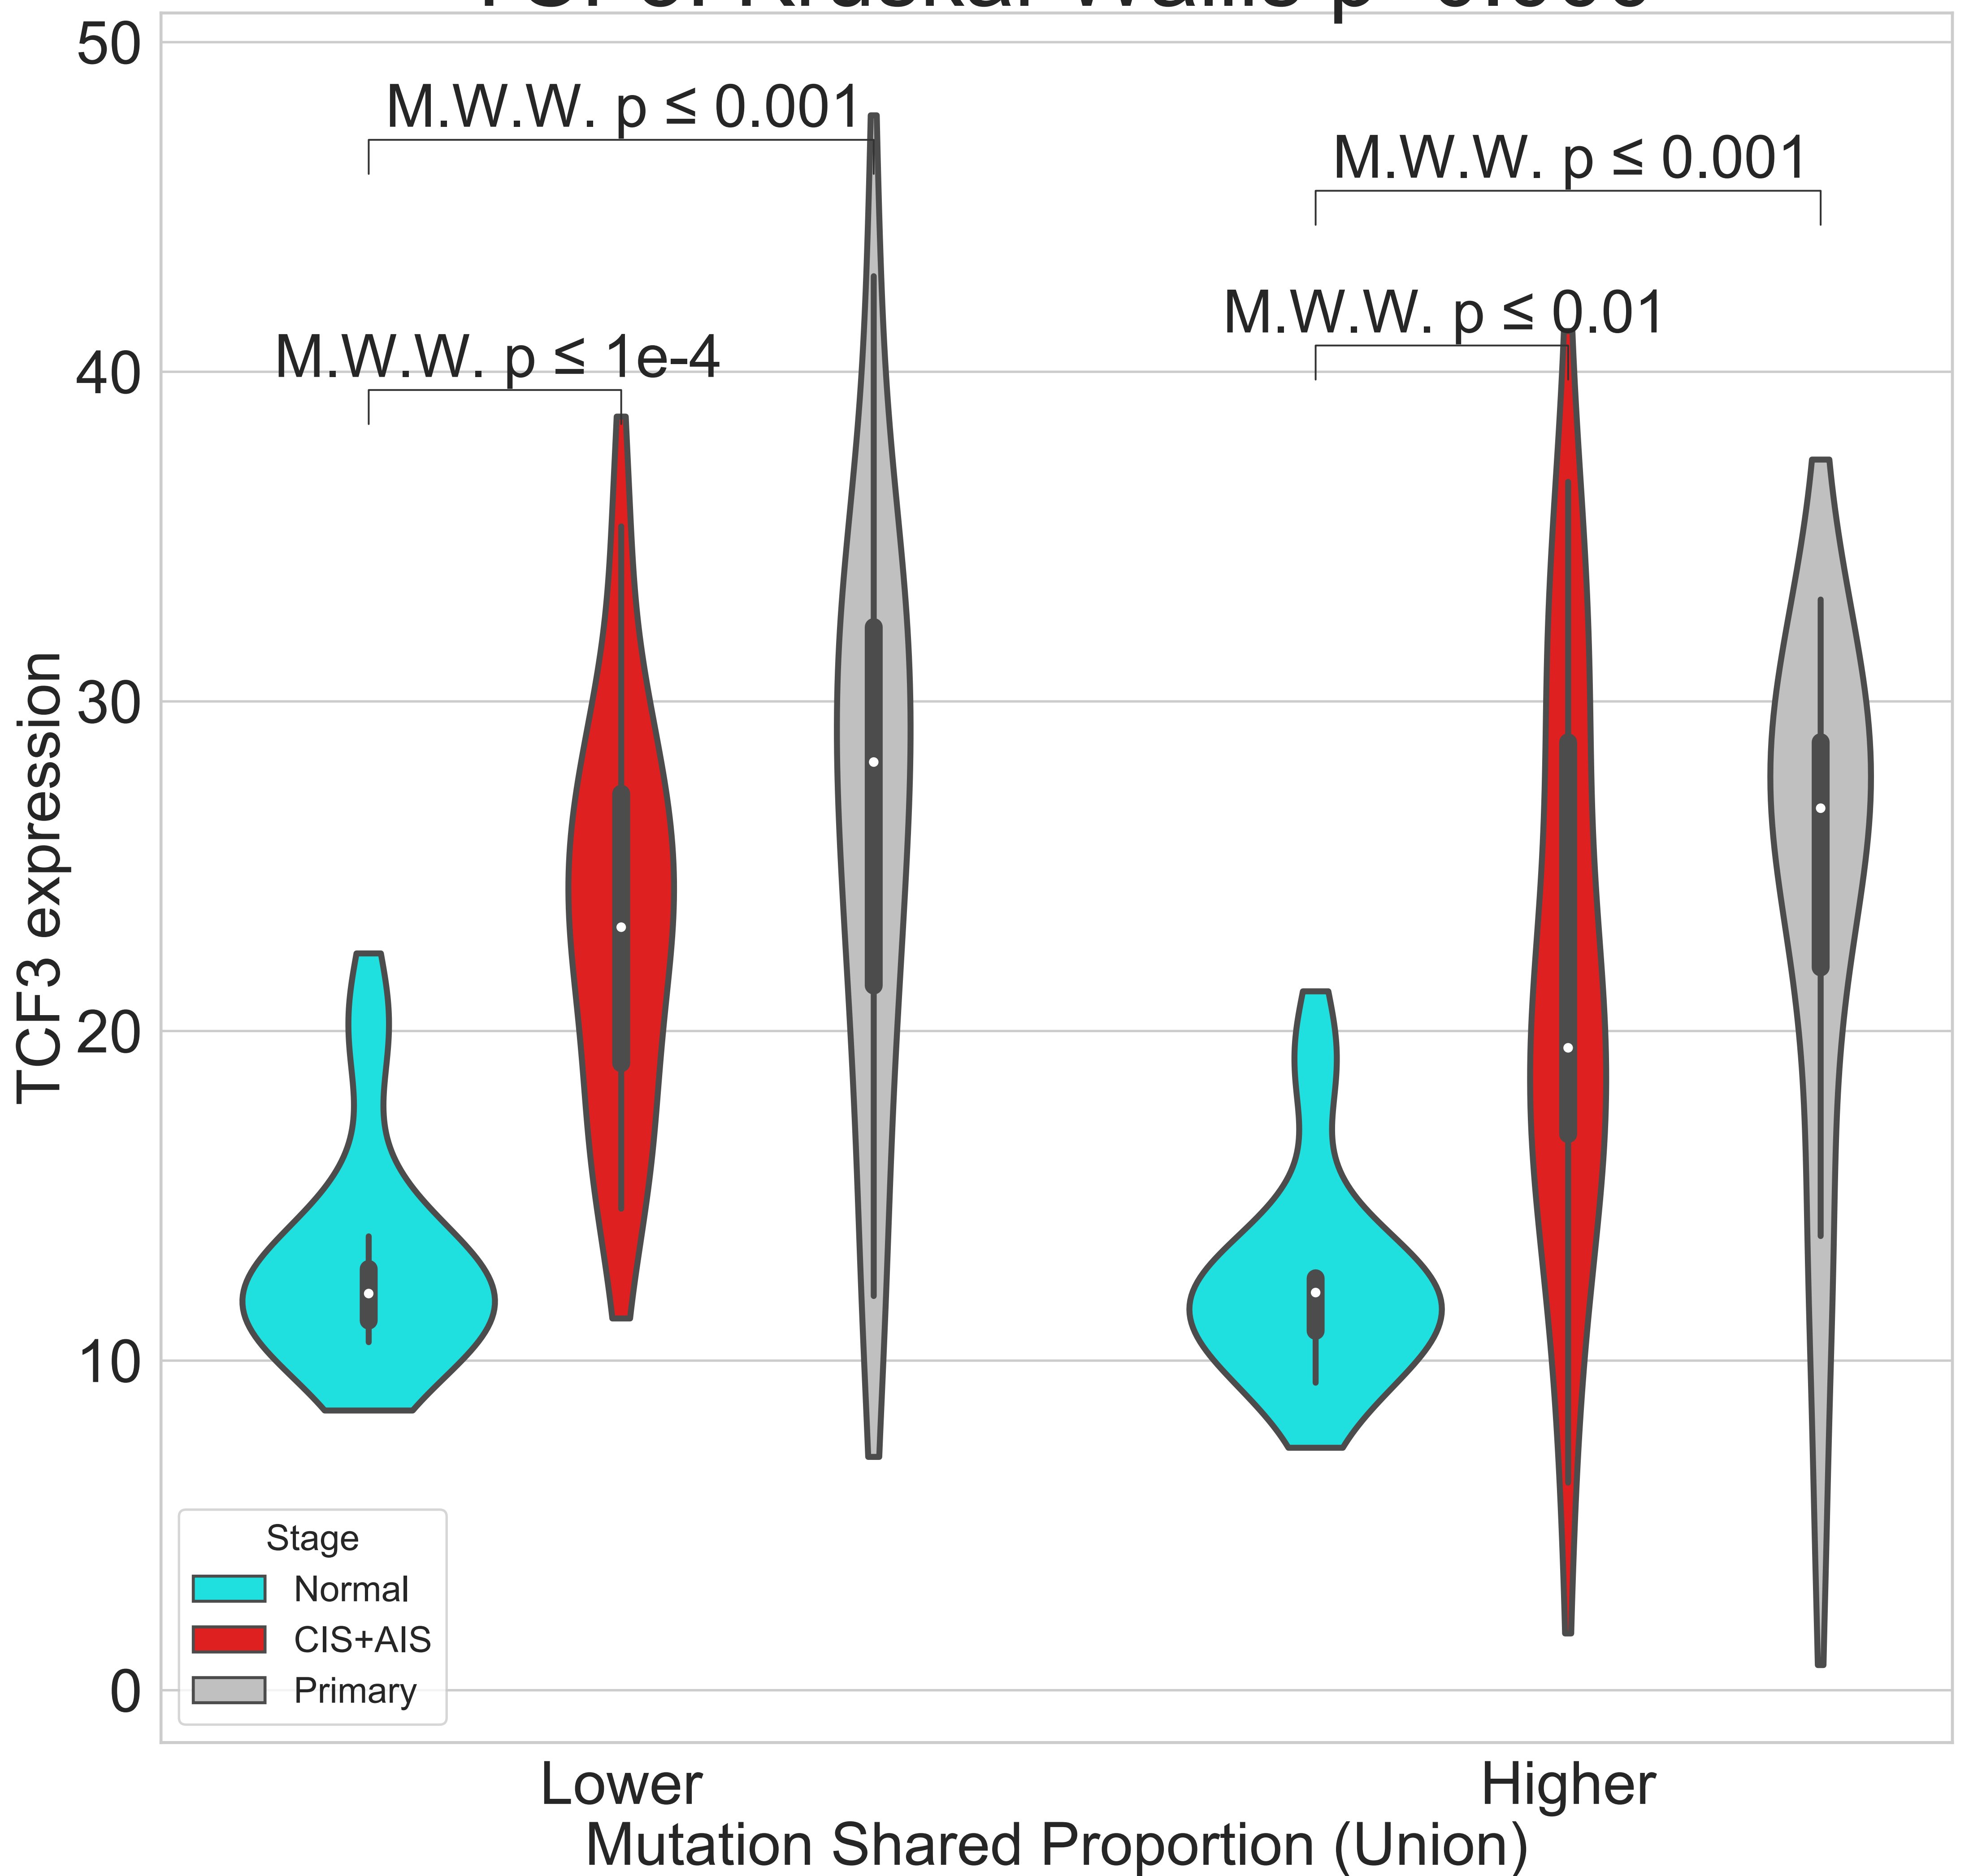 50
M.W.W. p ≤ 0.001
M.W.W. p ≤ 0.001
M.W.W. p ≤ 0.01
M.W.W. p ≤ 1e-4
40
30
TCF3 expression
20
10
0
Stage
Normal
CIS+AIS
Primary
Lower
Higher
Mutation Shared Proportion (Union)